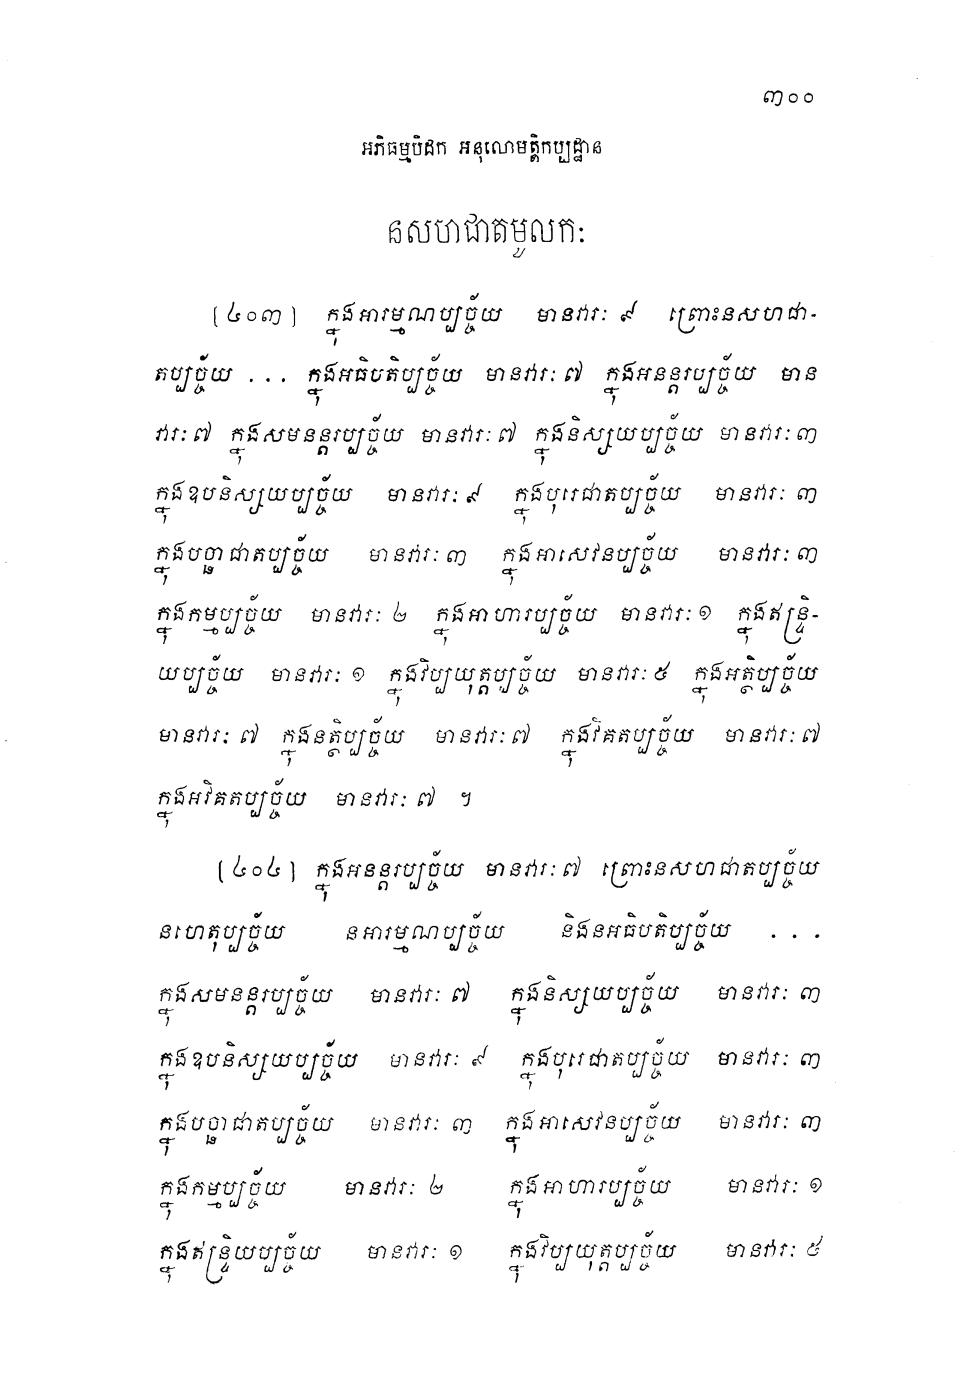 ៣០០
អភិធម្មបិដក អនុលោមត្តិកប្បដ្ឋាន
នសហជាតមូលកៈ
[៤០៣] ក្នុងអារម្មណប្បច្ច័យ មានវារៈ ៩ ព្រោះនសហជា-
តប្បច្ច័យ ... ក្នុងអធិបតិប្បច្ច័យ មានវារៈ ៧ ក្នុងអនន្តរប្បច្ច័យ មាន
វារៈ ៧ ក្នុងសមនន្តរប្បច្ច័យ មានវារៈ ៧ ក្នុងនិស្សយប្បច្ច័យ មានវារៈ ៣
ក្នុងឧបនិស្សយប្បច្ច័យ មានវារៈ ៩ ក្នុងបុរេជាតប្បច្ច័យ មានវារៈ ៣
ក្នុងបច្ឆាជាតប្បច្ច័យ មានវារៈ ៣ ក្នុងអាសេវនប្បច្ច័យ មានវារៈ ៣
ក្នុងកម្មប្បច្ច័យ មានវារៈ ២ ក្នុងអាហារប្បច្ច័យ មានវារៈ ១ ក្នុងឥន្ទ្រិ-
យប្បច្ច័យ មានវារៈ ១ ក្នុងវិប្បយុត្តប្បច្ច័យ មានវារៈ ៥ ក្នុងអត្ថិប្បច្ច័យ
មានវារៈ ៧ ក្នុងនត្ថិប្បច្ច័យ មានវារៈ ៧ ក្នុងវិគតប្បច្ច័យ មានវារៈ ៧
ក្នុងអវិគតប្បច្ច័យ មានវារៈ ៧ ។
[៤០៤] ក្នុងអនន្តរប្បច្ច័យ មានវារៈ ៧ ព្រោះនសហជាតប្បច្ច័យ
នហេតុប្បច្ច័យ នអារម្មណប្បច្ច័យ និងនអធិបតិប្បច្ច័យ ...
ក្នុងសមនន្តរប្បច្ច័យ មានវារៈ ៧ ក្នុងនិស្សយប្បច្ច័យ មានវារៈ ៣
ក្នុងឧបនិស្សយប្បច្ច័យ មានវារៈ ៩ ក្នុងបុរេជាតប្បច្ច័យ មានវារៈ ៣
ក្នុងបច្ឆាជាតប្បច្ច័យ មានវារៈ ៣ ក្នុងអាសេវនប្បច្ច័យ មានវារៈ ៣
ក្នុងកម្មប្បច្ច័យ មានវារៈ ២ ក្នុងអាហារប្បច្ច័យ មានវារៈ ១
ក្នុងឥន្ទ្រិយប្បច្ច័យ មានវារៈ ១ ក្នុងវិប្បយុត្តប្បច្ច័យ មានវារៈ ៥